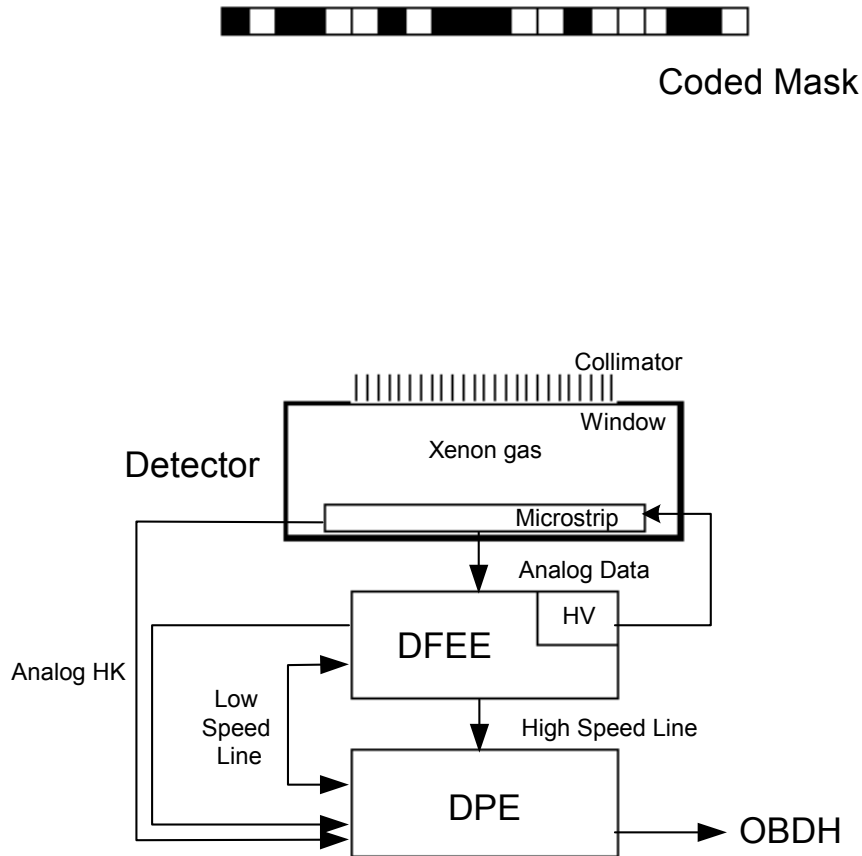 Coded Mask
Collimator
Window
Xenon gas
Detector
Microstrip
Analog Data
HV
DFEE
Analog HK
Low
Speed
Line
High Speed Line
DPE
OBDH